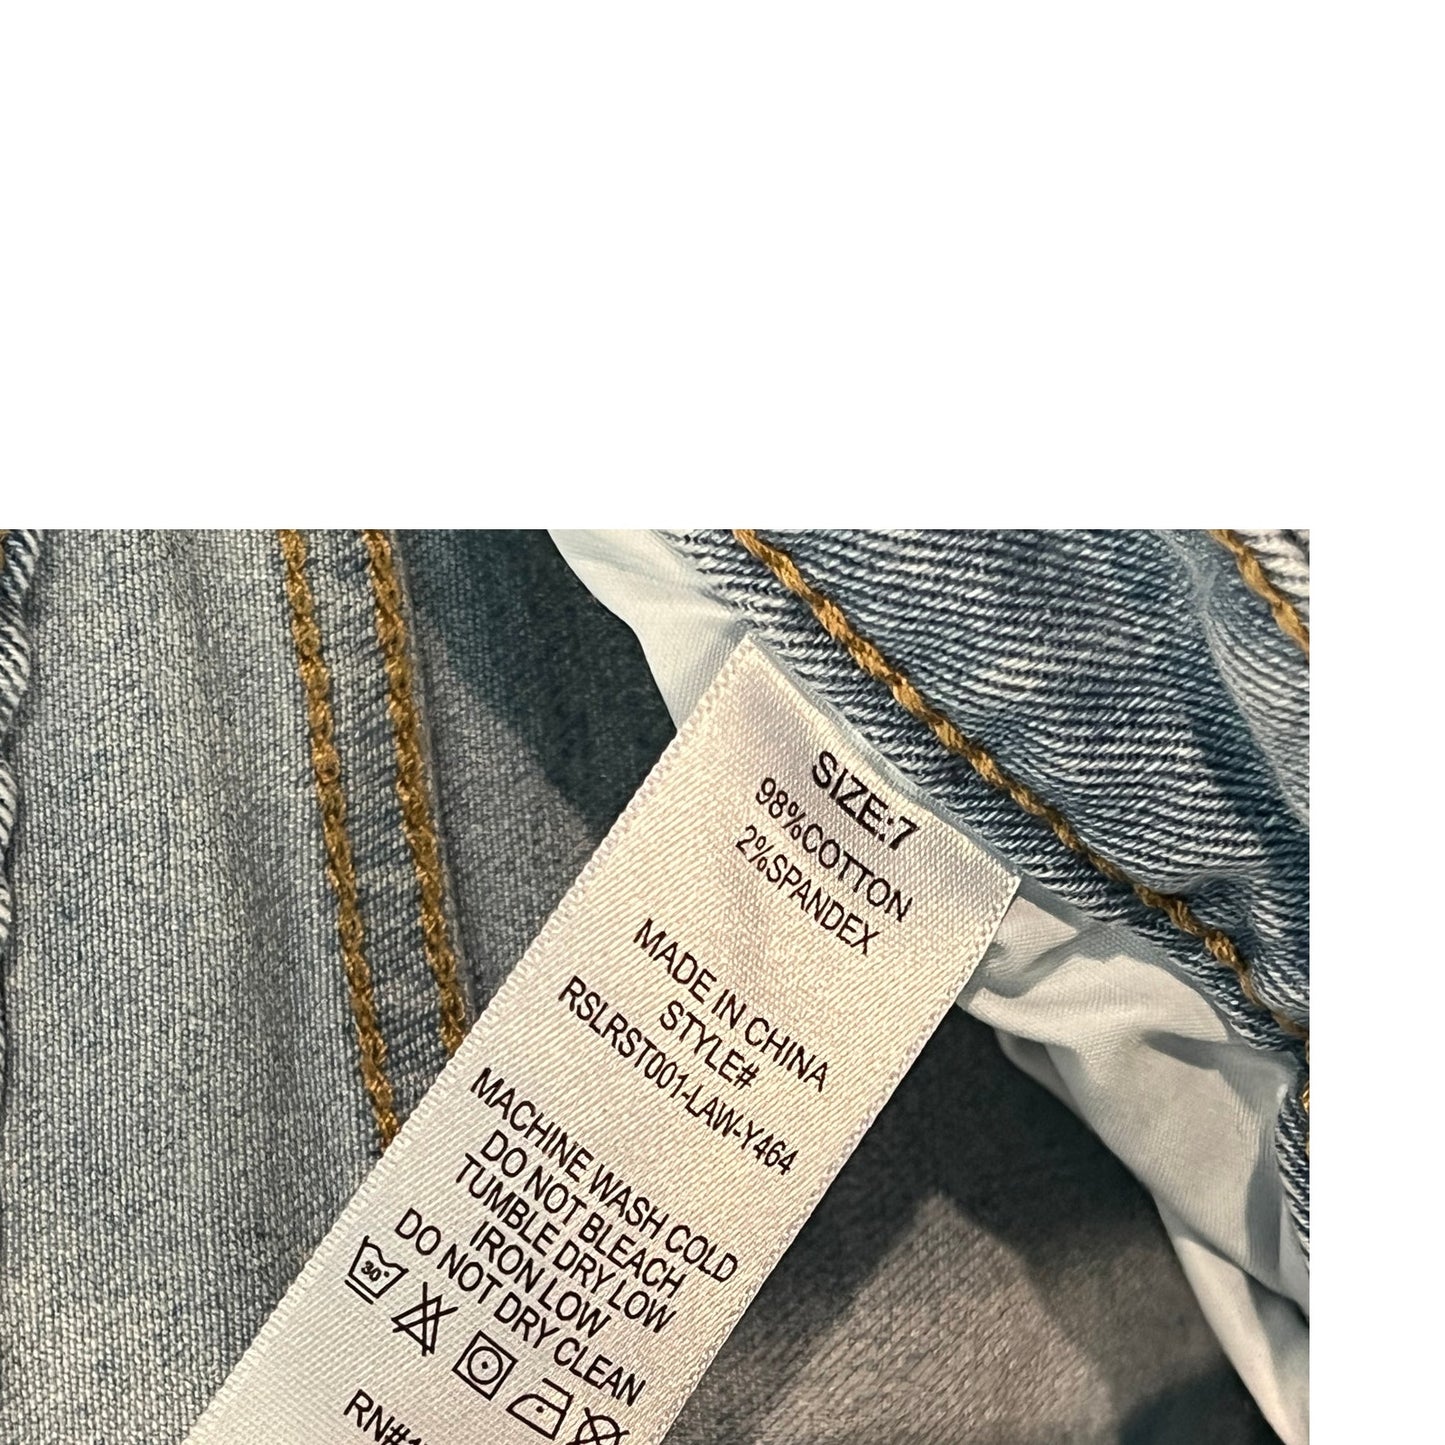 SIZE:7
98%COTTON
2%SPANDEX
MADE IN CHINA
STYLE#
RSLRST001-LAW-Y464
MACHINE WASH COLD
DO NOT BLEACH
TUMBLE DRY LOW
IRON LOW
DO NOT DRY CLEAN
30°